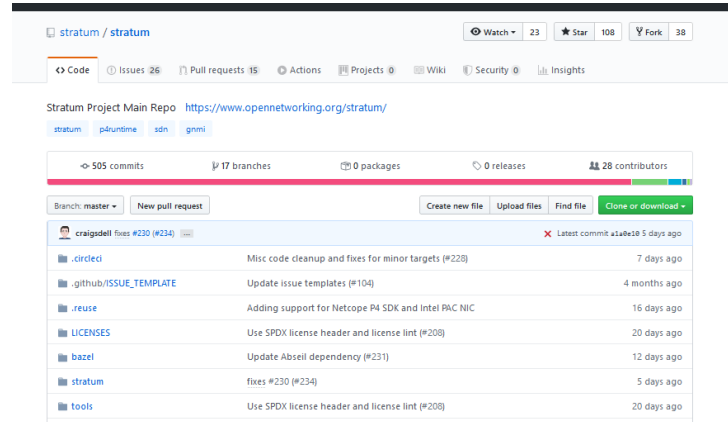 stratum / stratum
Watch 23 Star 108 Fork 38
Code Issues 26 Pull requests 15 Actions Projects 0 Wiki Security 0 Insights
Stratum Project Main Repo https://www.opennetworking.org/stratum/
stratum p4runtime sdn gnmi
505 commits 17 branches 0 packages 0 releases 28 contributors
Branch: master New pull request Create new file Upload files Find file Clone or download
craigsdell fixes #230 (#234) ... Latest commit a1a0e10 5 days ago
.circleci Misc code cleanup and fixes for minor targets (#228) 7 days ago
.github/ISSUE_TEMPLATE Update issue templates (#104) 4 months ago
.reuse Adding support for Netcope P4 SDK and Intel PAC NIC 16 days ago
LICENSES Use SPDX license header and license lint (#208) 20 days ago
bazel Update Abseil dependency (#231) 12 days ago
stratum fixes #230 (#234) 5 days ago
tools Use SPDX license header and license lint (#208) 20 days ago